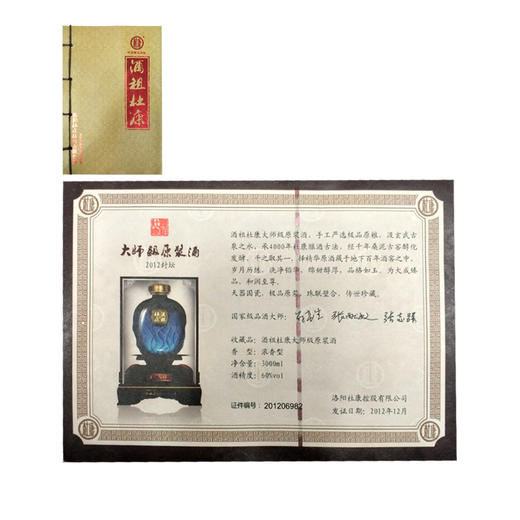 酒祖杜康
大师级原装酒
2012封坛
酒祖杜康大师级原装酒,手工严选极品原粮,汲玄武古
泉之水,承4000年杜康酿酒古法,经千年桑泥古窖醇化
发酵,千之取其一,择精华原酒藏于地下百年酒窖之中,
岁月历练,洗净铅华,绵甜醇厚,品格如玉,为大成臻
品,和润至尊。
天器国瓷,极品原浆,珠联璧合,传世珍藏。
国家级品酒大师:
收藏品:酒祖杜康大师级原装酒
香型:浓香型
净含量:3000ml
酒精度:60%vol
证件编号:201206982
洛阳杜康控股有限公司
发证日期:2012年12月